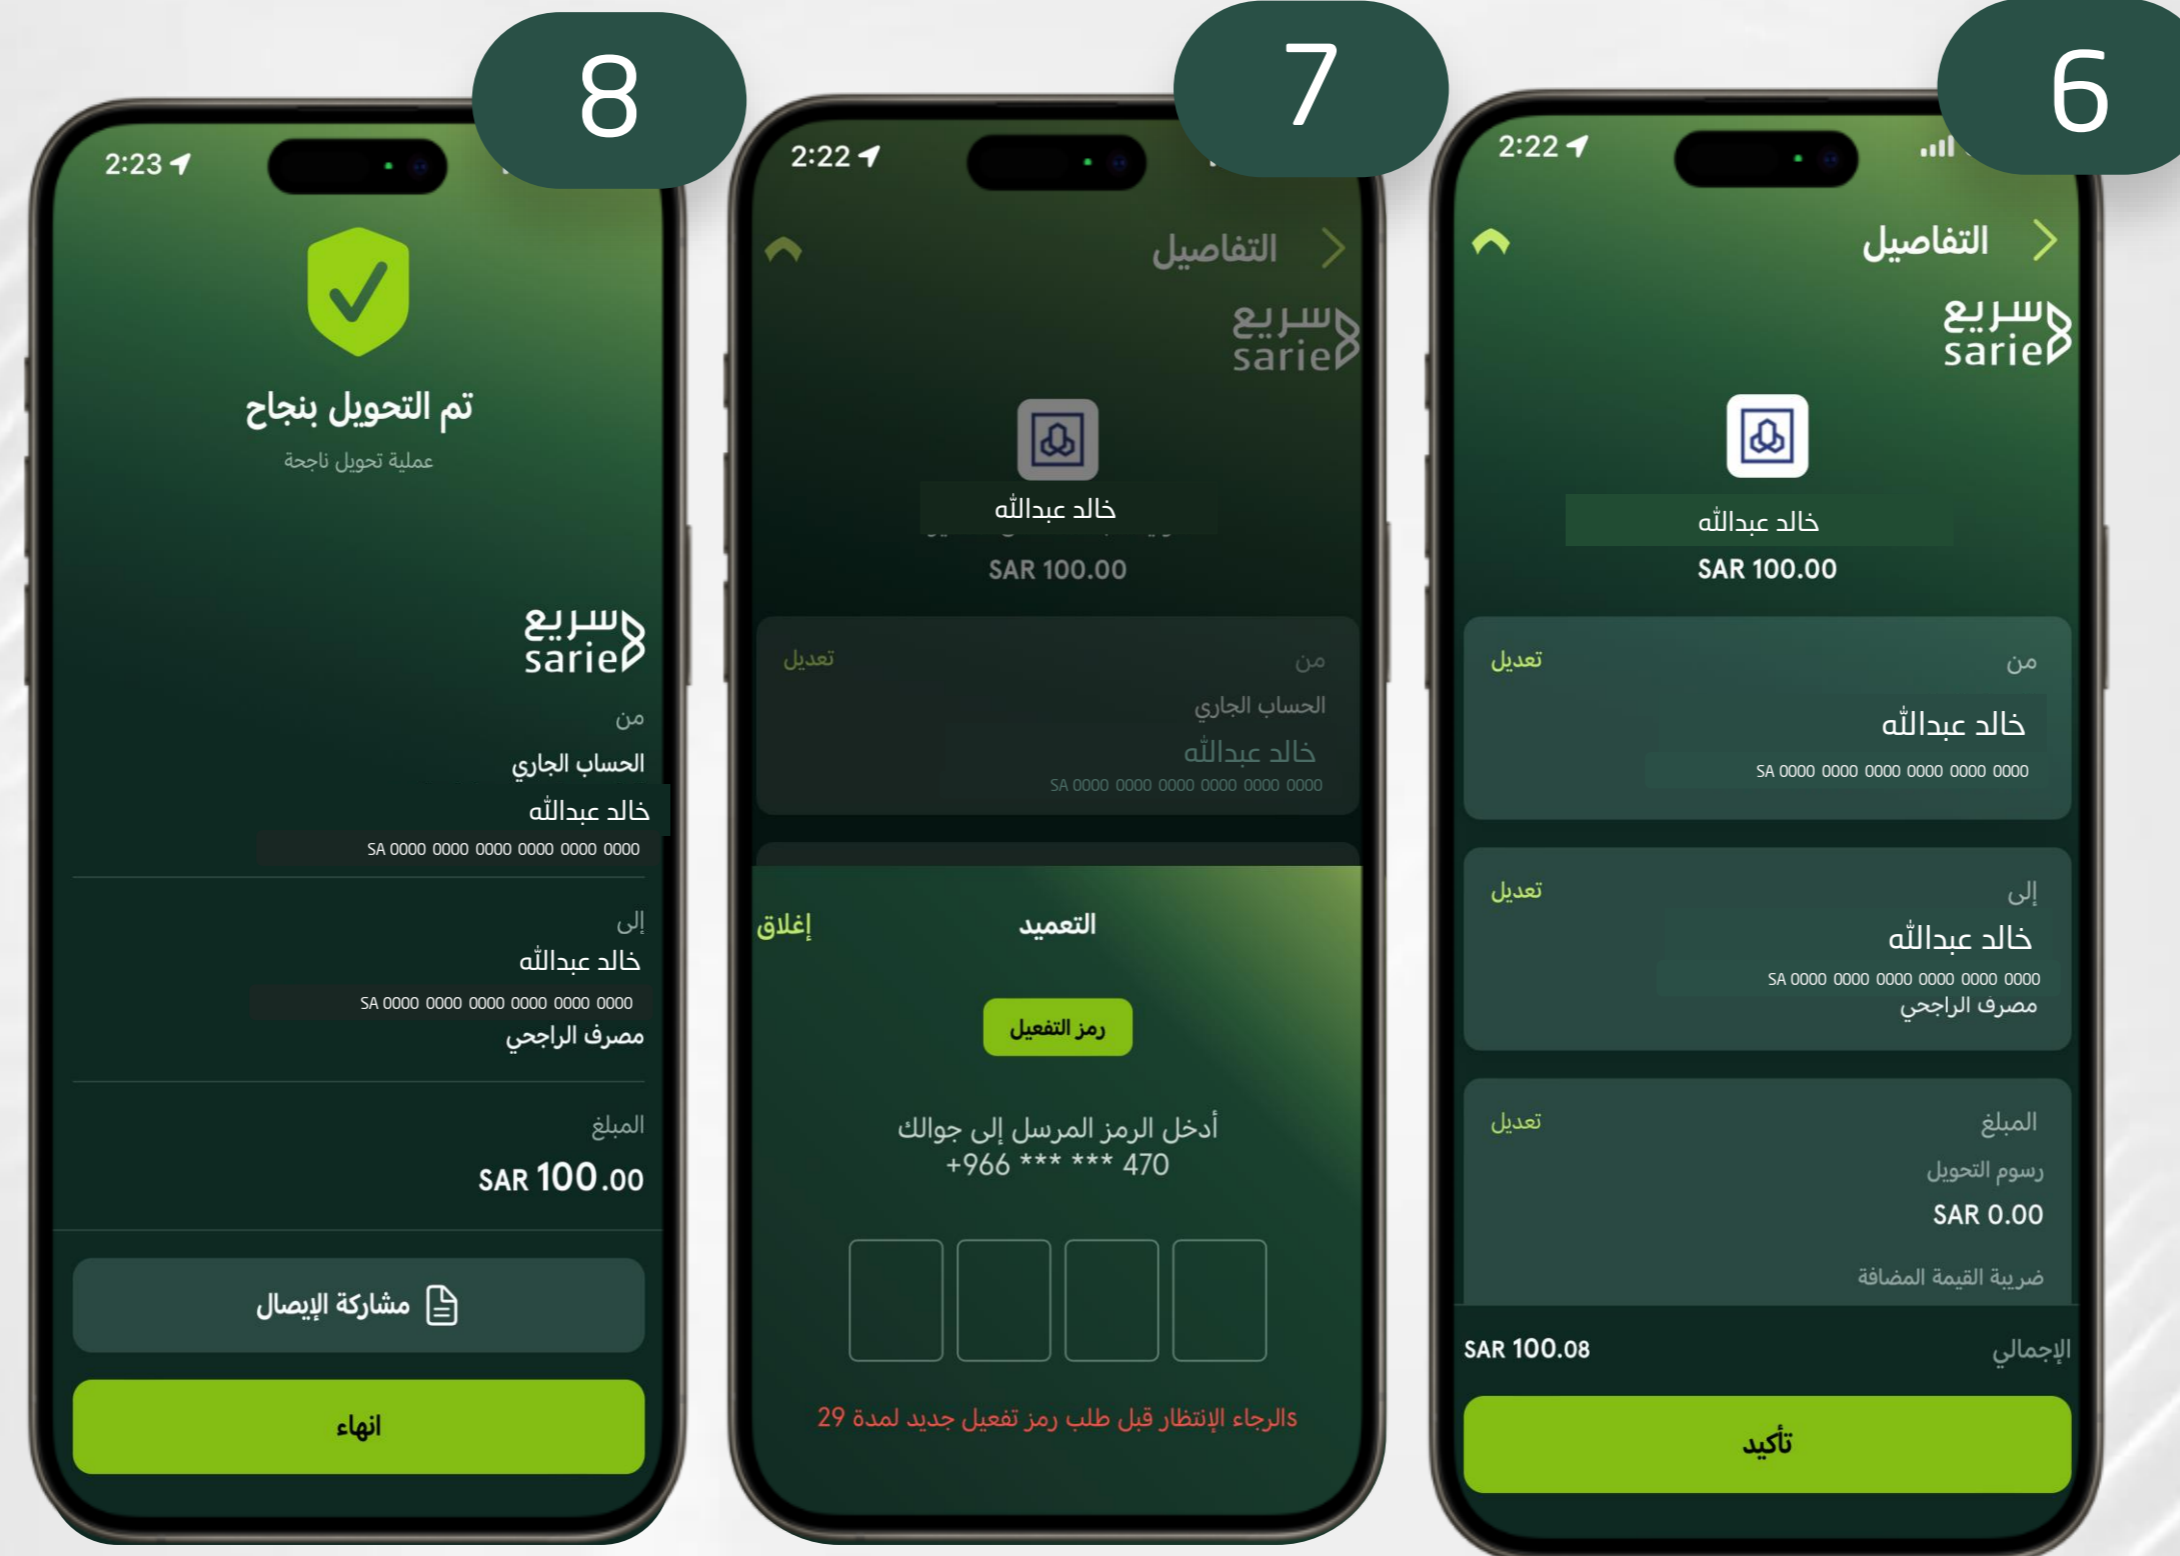 6
2:22
التفاصيل
سريع
sarie
خالد عبدالله
SAR 100.00
من
تعديل
خالد عبدالله
SA 0000 0000 0000 0000 0000 0000
إلى
تعديل
خالد عبدالله
SA 0000 0000 0000 0000 0000 0000
مصرف الراجحي
المبلغ
تعديل
رسوم التحويل
SAR 0.00
ضريبة القيمة المضافة
الإجمالي
SAR 100.08
تأكيد
7
2:22
التفاصيل
سريع
sarie
خالد عبدالله
SAR 100.00
من
تعديل
الحساب الجاري
خالد عبدالله
SA 0000 0000 0000 0000 0000 0000
التعميد
إغلاق
رمز التفعيل
أدخل الرمز المرسل إلى جوالك
+966 *** *** 470
sالرجاء الإنتظار قبل طلب رمز تفعيل جديد لمدة 29
8
2:23
تم التحويل بنجاح
عملية تحويل ناجحة
سريع
sarie
من
الحساب الجاري
خالد عبدالله
SA 0000 0000 0000 0000 0000 0000
إلى
خالد عبدالله
SA 0000 0000 0000 0000 0000 0000
مصرف الراجحي
المبلغ
SAR 100.00
مشاركة الإيصال
انهاء